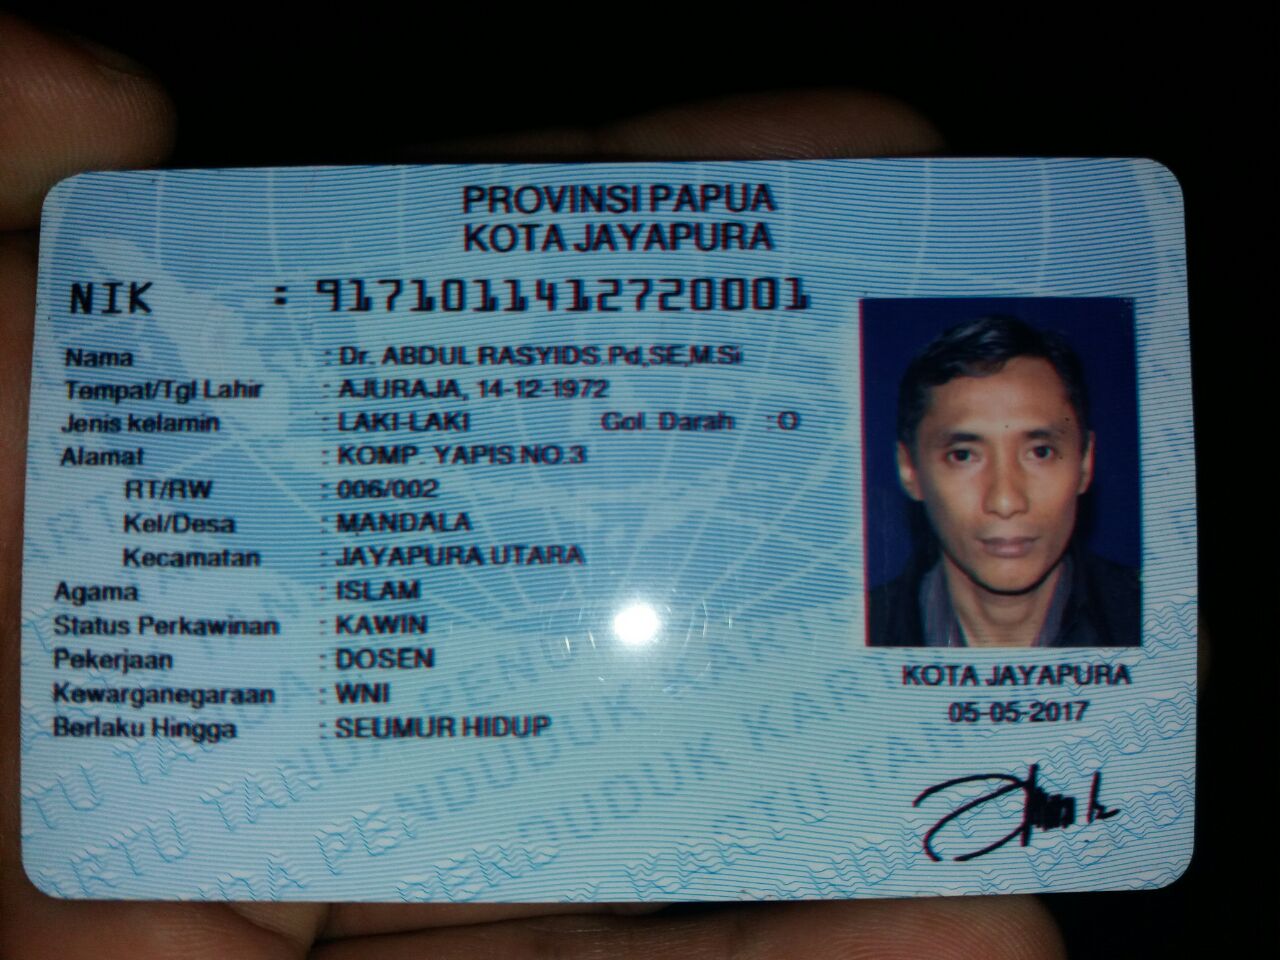 PROVINSI PAPUA
KOTA JAYAPURA
NIK : 9171011412720001
Nama : Dr. ABDUL RASYIDS.Pd,SE,M.Si
Tempat/Tgl Lahir : AJURAJA, 14-12-1972
Jenis kelamin : LAKI-LAKI Gol. Darah : O
Alamat : KOMP. YAPIS NO.3
RT/RW : 006/002
Kel/Desa : MANDALA
Kecamatan : JAYAPURA UTARA
Agama : ISLAM
Status Perkawinan : KAWIN
Pekerjaan : DOSEN
Kewarganegaraan : WNI
Berlaku Hingga : SEUMUR HIDUP
KOTA JAYAPURA
05-05-2017